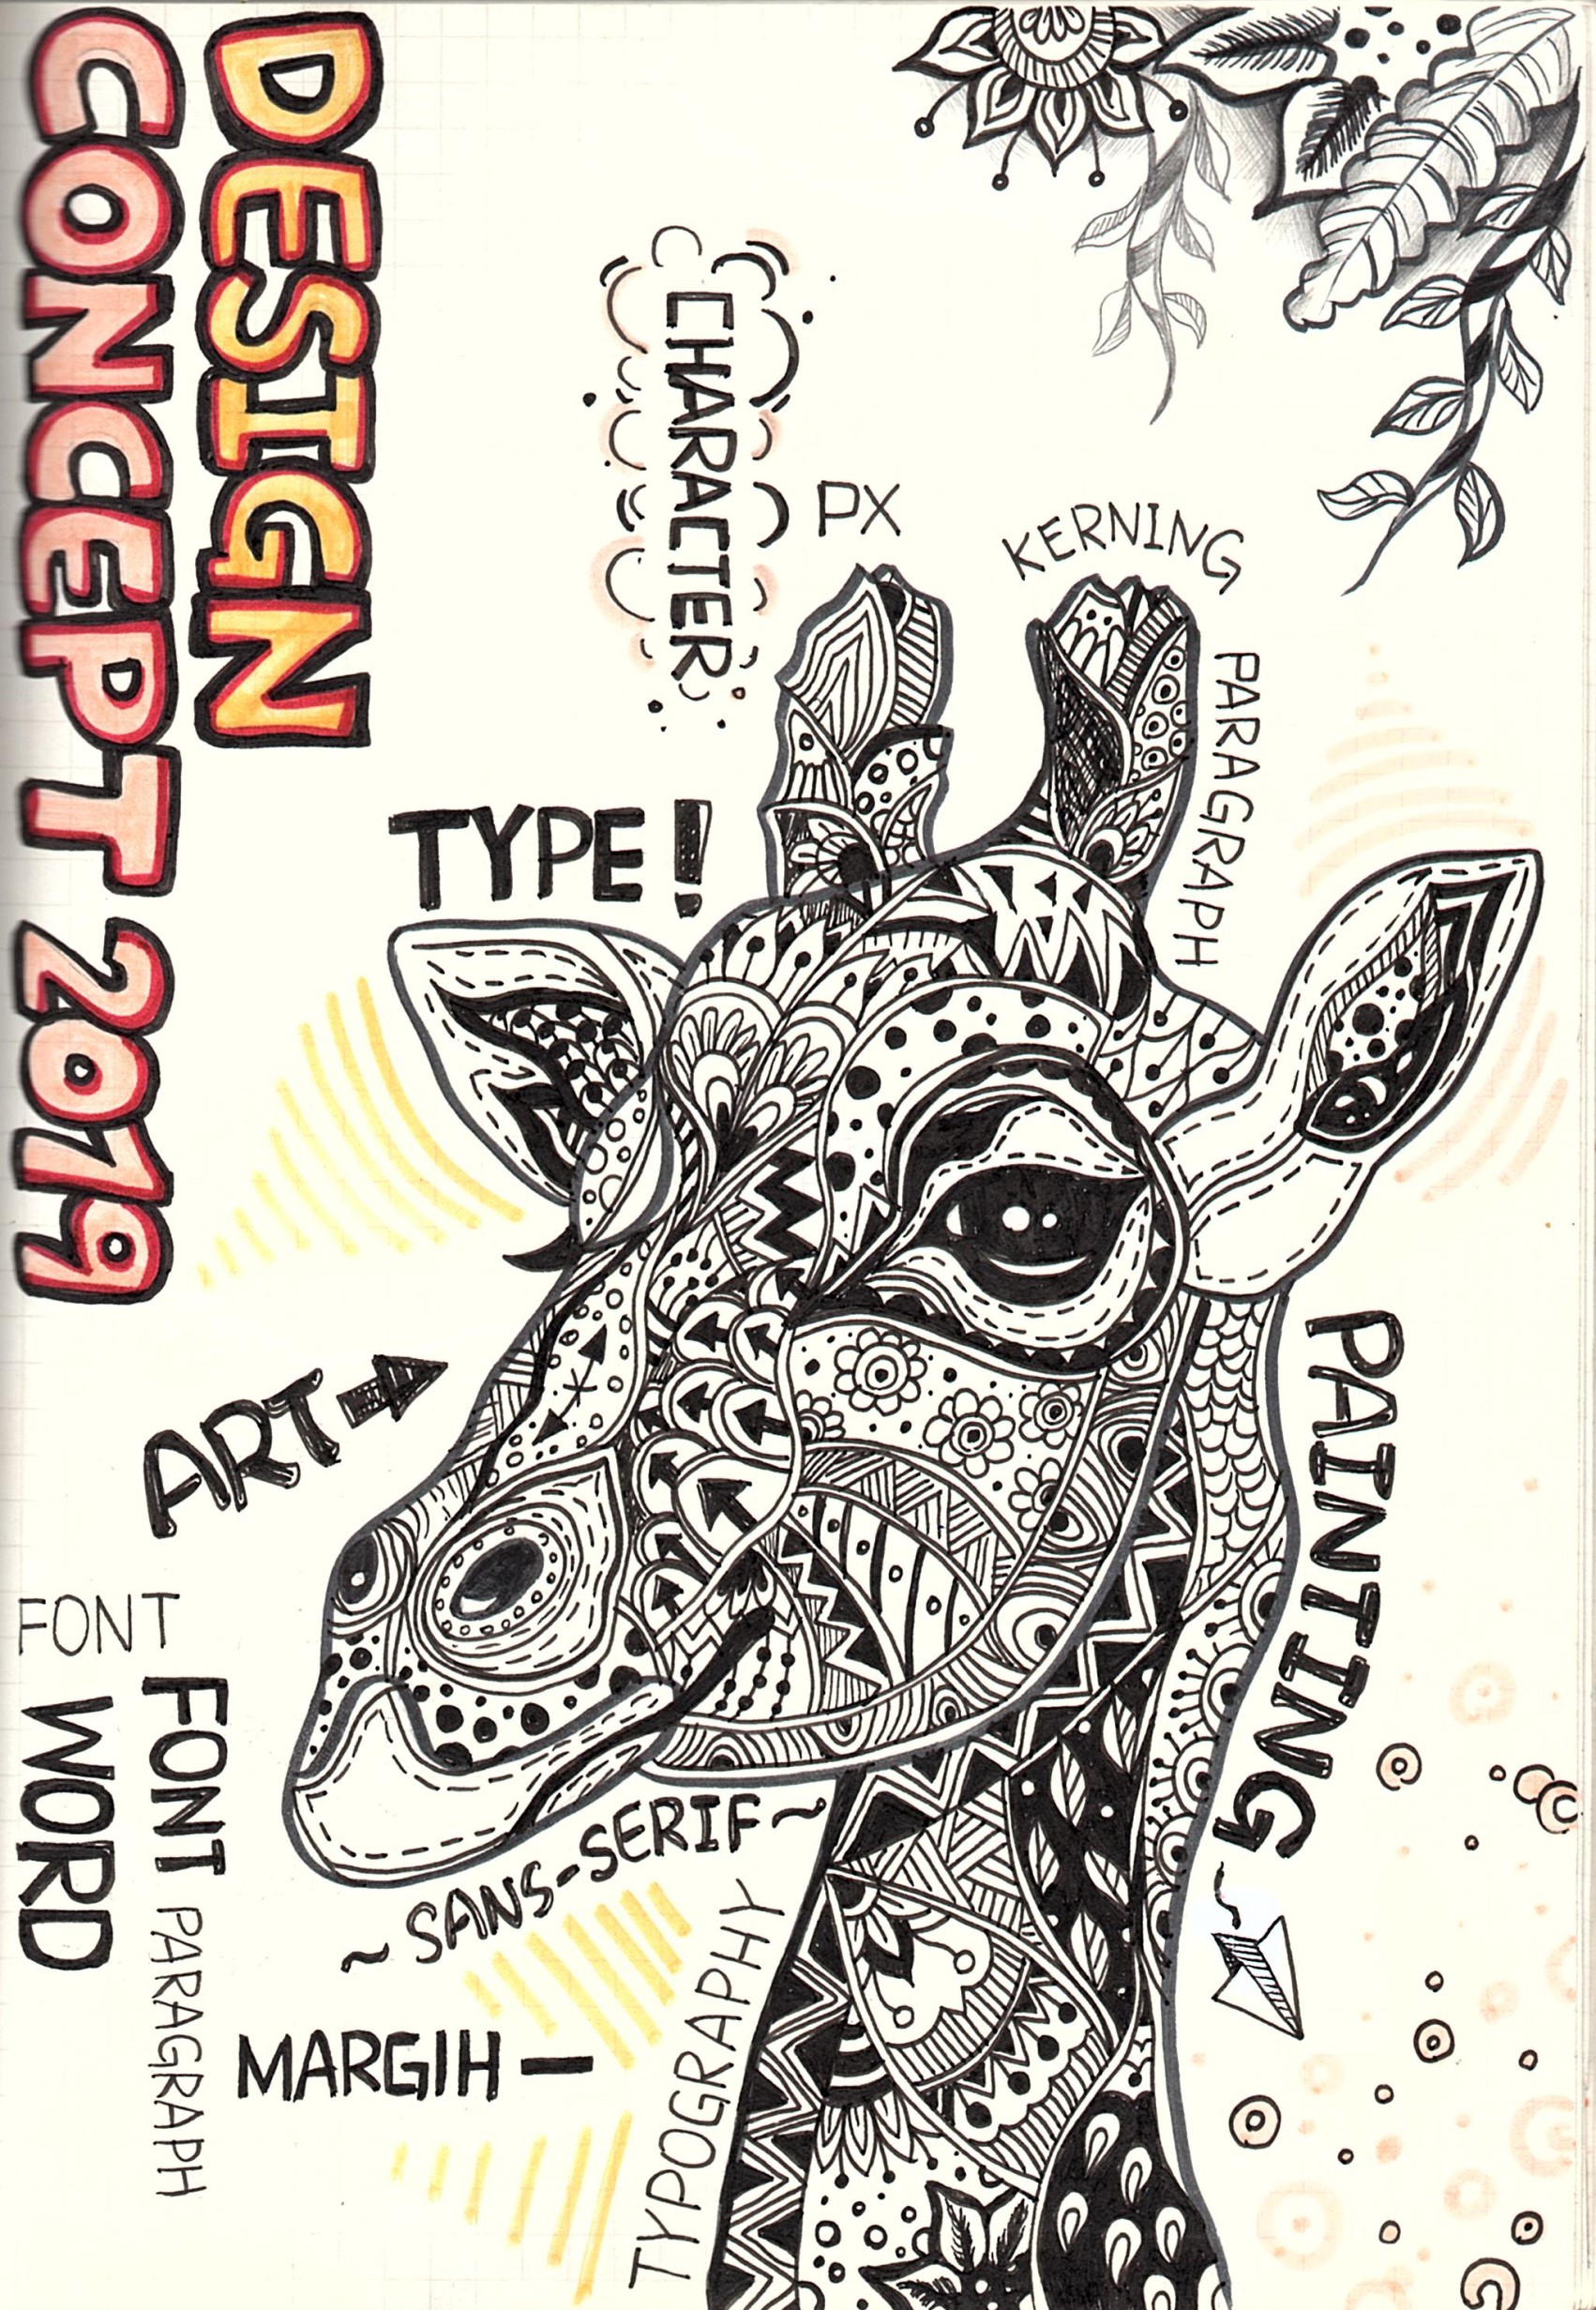 DESIGN
CONCEPT 2019
CHARACTER
PX
KERNING
PARAGRAPH
TYPE!
ART
PAINTING
FONT
FONT
WORD
PARAGRAPH
~SANS-SERIF~
MARGIH—
TYPOGRAPHY